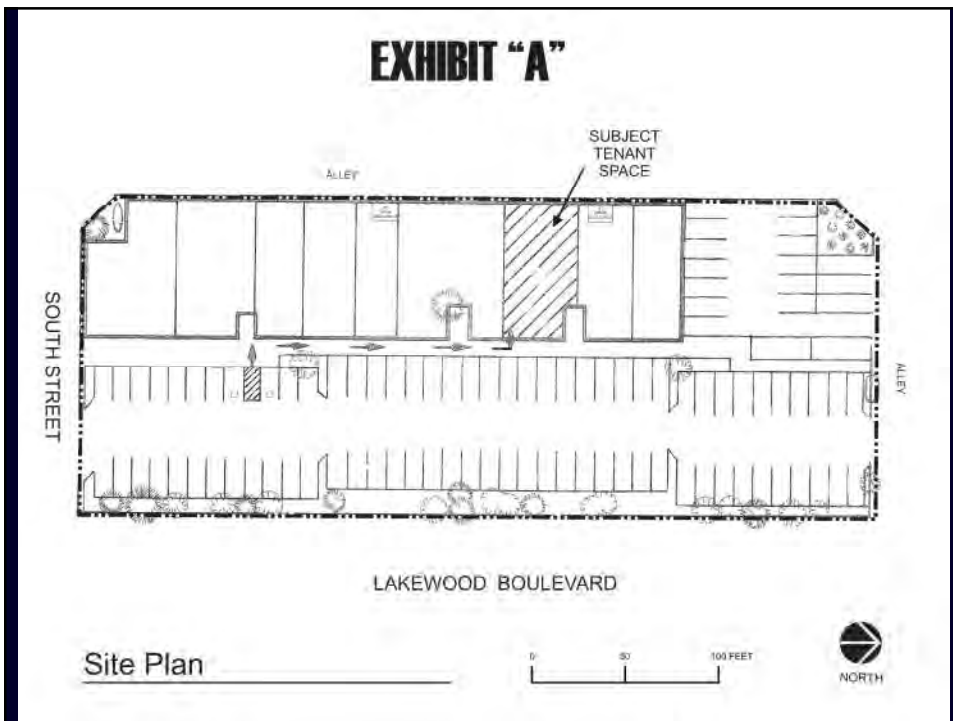 EXHIBIT “A”
SUBJECT
TENANT
SPACE
ALLEY
SOUTH STREET
ALLEY
LAKEWOOD BOULEVARD
Site Plan
0 50 100 FEET
NORTH